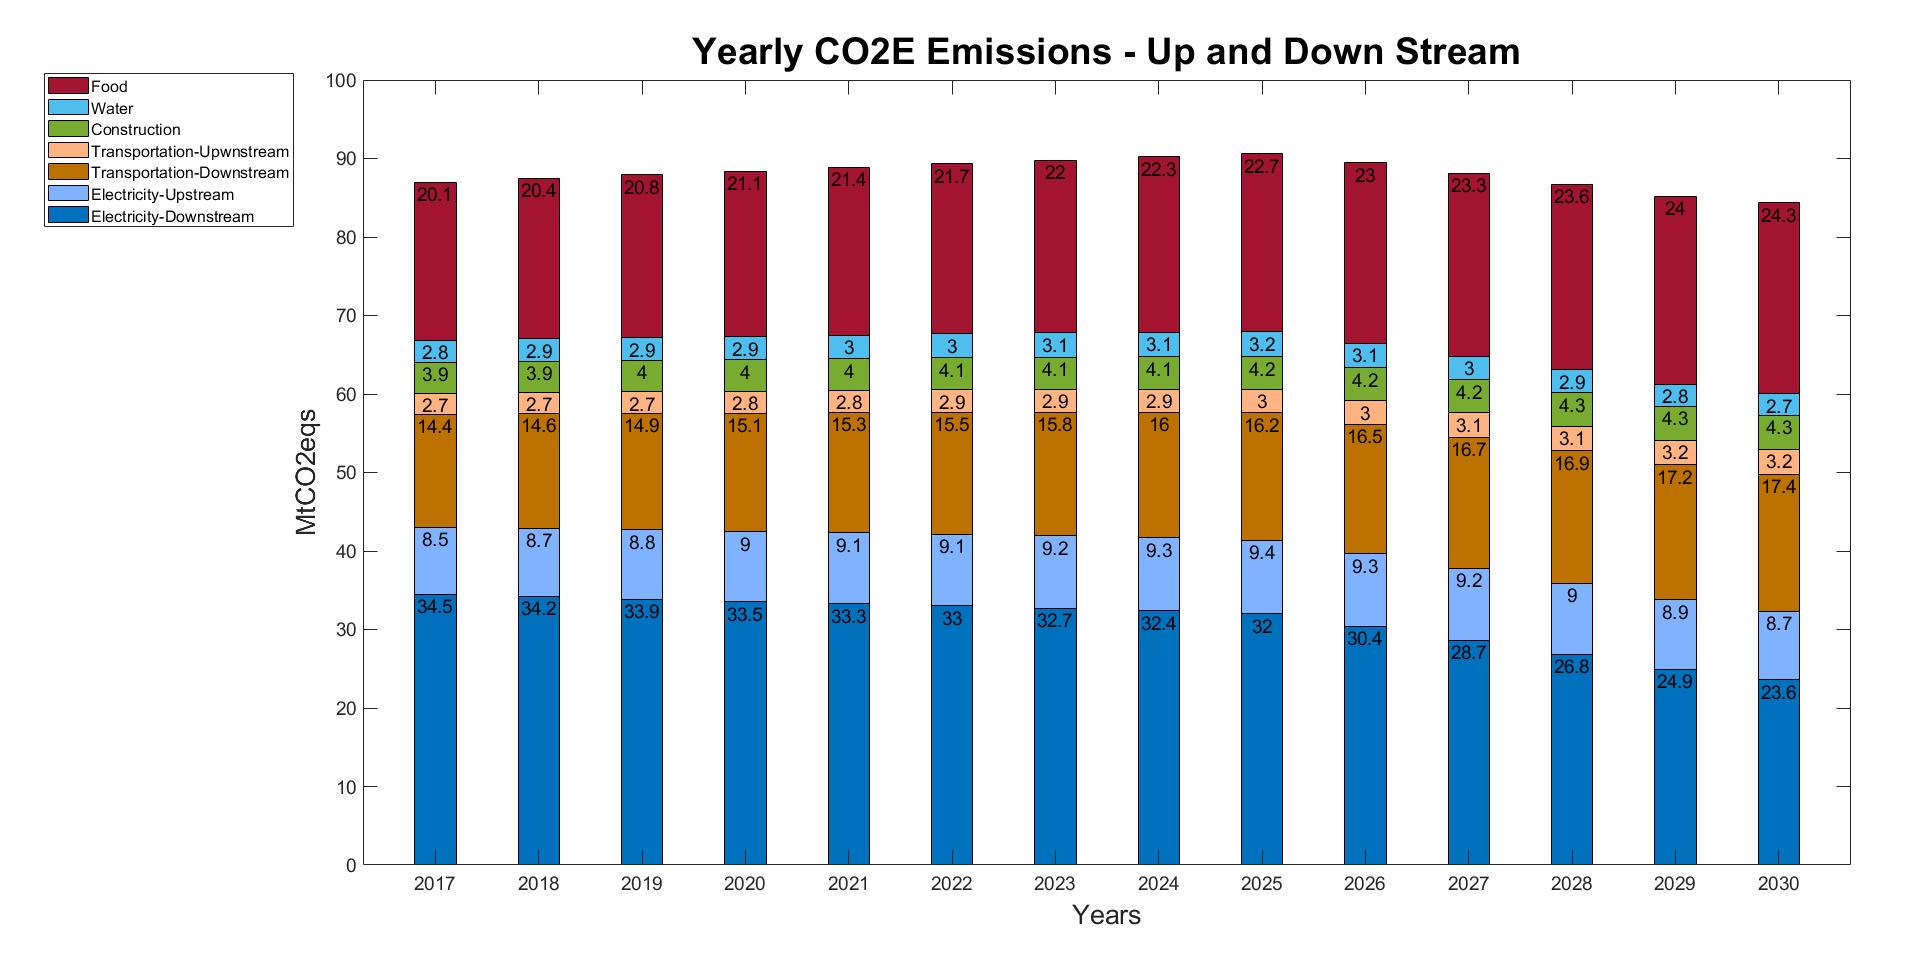 Yearly CO2E Emissions - Up and Down Stream
Food
Water
Construction
Transportation-Upwnstream
Transportation-Downstream
Electricity-Upstream
Electricity-Downstream
MtCO2eqs
100
90
80
70
60
50
40
30
20
10
0
20.1 20.4 20.8 21.1 21.4 21.7 22 22.3 22.7 23 23.3 23.6 24 24.3
2.8 2.9 2.9 2.9 3 3 3.1 3.1 3.2 3.1 3 2.9 2.8 2.7
3.9 3.9 4 4 4 4.1 4.1 4.1 4.2 4.2 4.2 4.3 4.3 4.3
2.7 2.7 2.7 2.8 2.8 2.9 2.9 2.9 3 3 3.1 3.1 3.2 3.2
14.4 14.6 14.9 15.1 15.3 15.5 15.8 16 16.2 16.5 16.7 16.9 17.2 17.4
8.5 8.7 8.8 9 9.1 9.1 9.2 9.3 9.4 9.3 9.2 9 8.9 8.7
34.5 34.2 33.9 33.5 33.3 33 32.7 32.4 32 30.4 28.7 26.8 24.9 23.6
2017 2018 2019 2020 2021 2022 2023 2024 2025 2026 2027 2028 2029 2030
Years